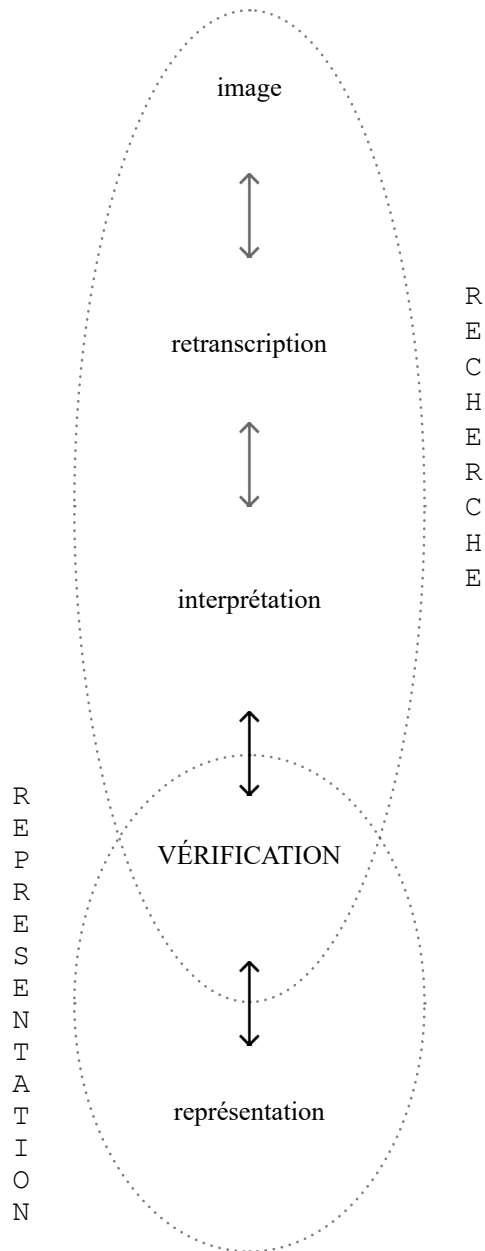 image
retranscription
RECHERCHE
interprétation
VÉRIFICATION
REPRESENTATION
représentation